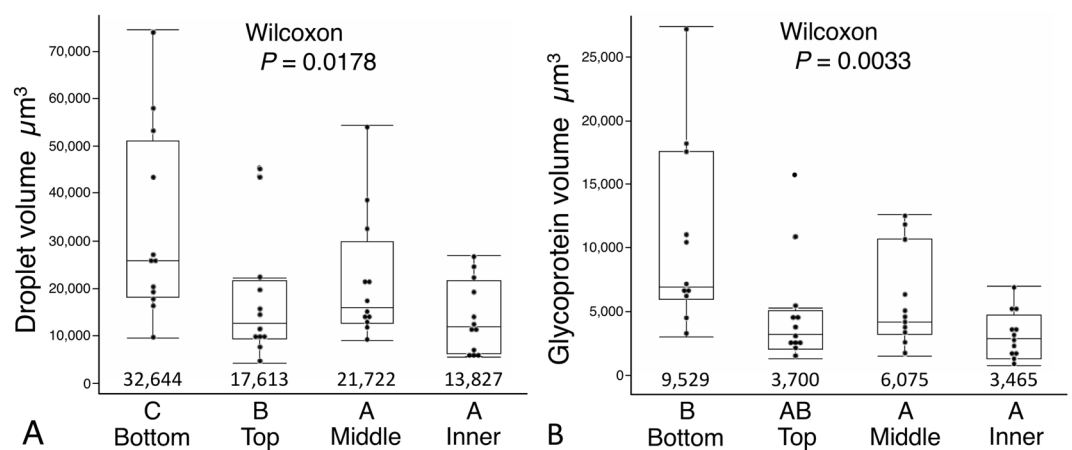 Wilcoxon
P = 0.0178
Droplet volume μm³
70,000
60,000
50,000
40,000
30,000
20,000
10,000
0
32,644 17,613 21,722 13,827
C B A A
Bottom Top Middle Inner
A
Wilcoxon
P = 0.0033
Glycoprotein volume μm³
25,000
20,000
15,000
10,000
5,000
0
9,529 3,700 6,075 3,465
B AB A A
Bottom Top Middle Inner
B